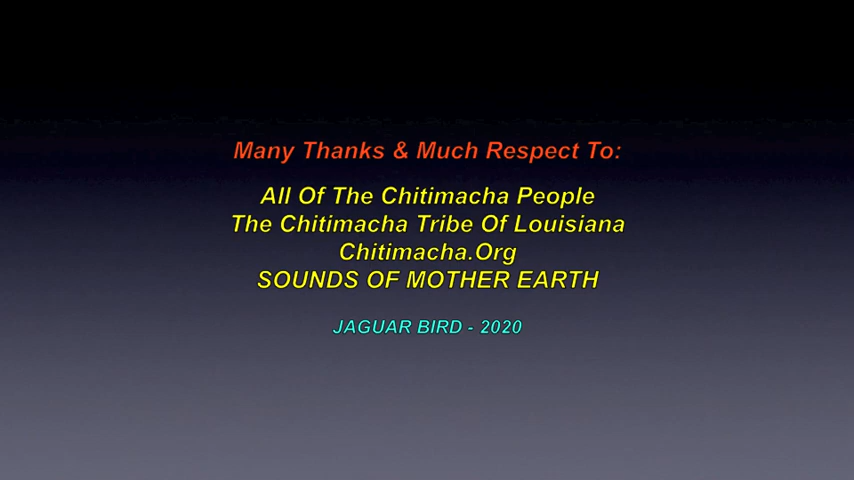 Many Thanks & Much Respect To:
All Of The Chitimacha People
The Chitimacha Tribe Of Louisiana
Chitimacha.Org
SOUNDS OF MOTHER EARTH
JAGUAR BIRD - 2020